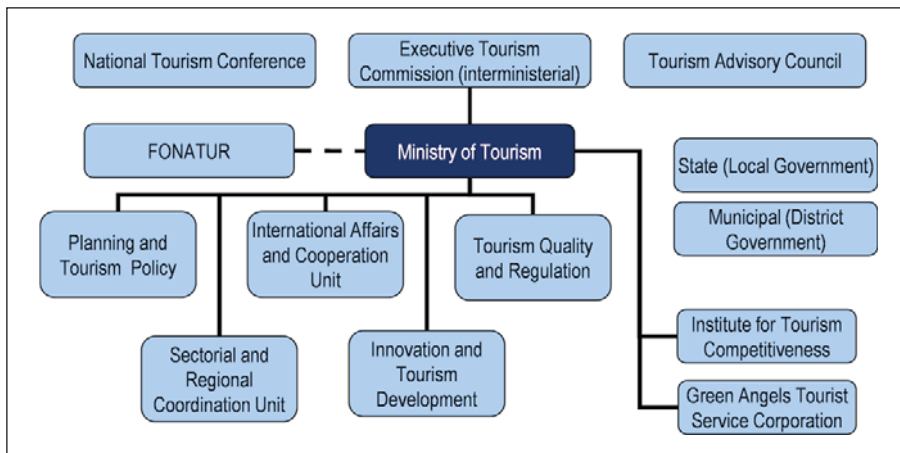 National Tourism Conference
Executive Tourism
Commission (interministerial)
Tourism Advisory Council
FONATUR
Ministry of Tourism
State (Local Government)
Municipal (District
Government)
Planning and
Tourism Policy
International Affairs
and Cooperation
Unit
Tourism Quality
and Regulation
Sectorial and
Regional
Coordination Unit
Innovation and
Tourism
Development
Institute for Tourism
Competitiveness
Green Angels Tourist
Service Corporation